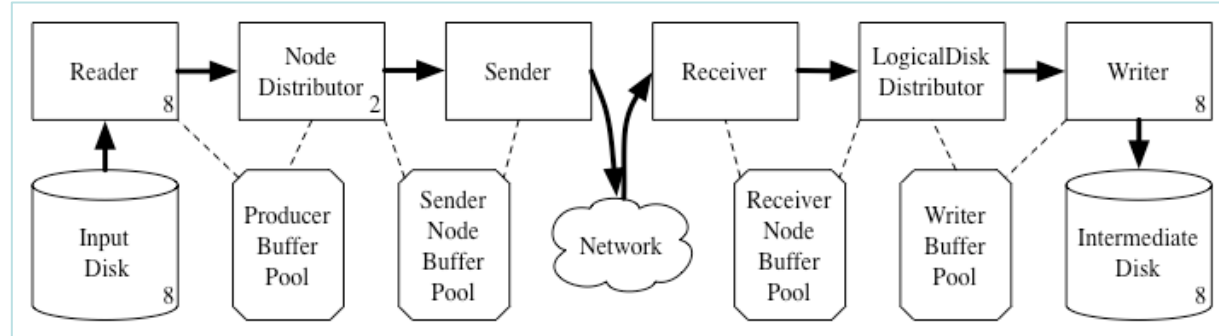 Reader
8
Node
Distributor
2
Sender
Receiver
LogicalDisk
Distributor
Writer
8
Input
Disk
8
Producer
Buffer
Pool
Sender
Node
Buffer
Pool
Network
Receiver
Node
Buffer
Pool
Writer
Buffer
Pool
Intermediate
Disk
8